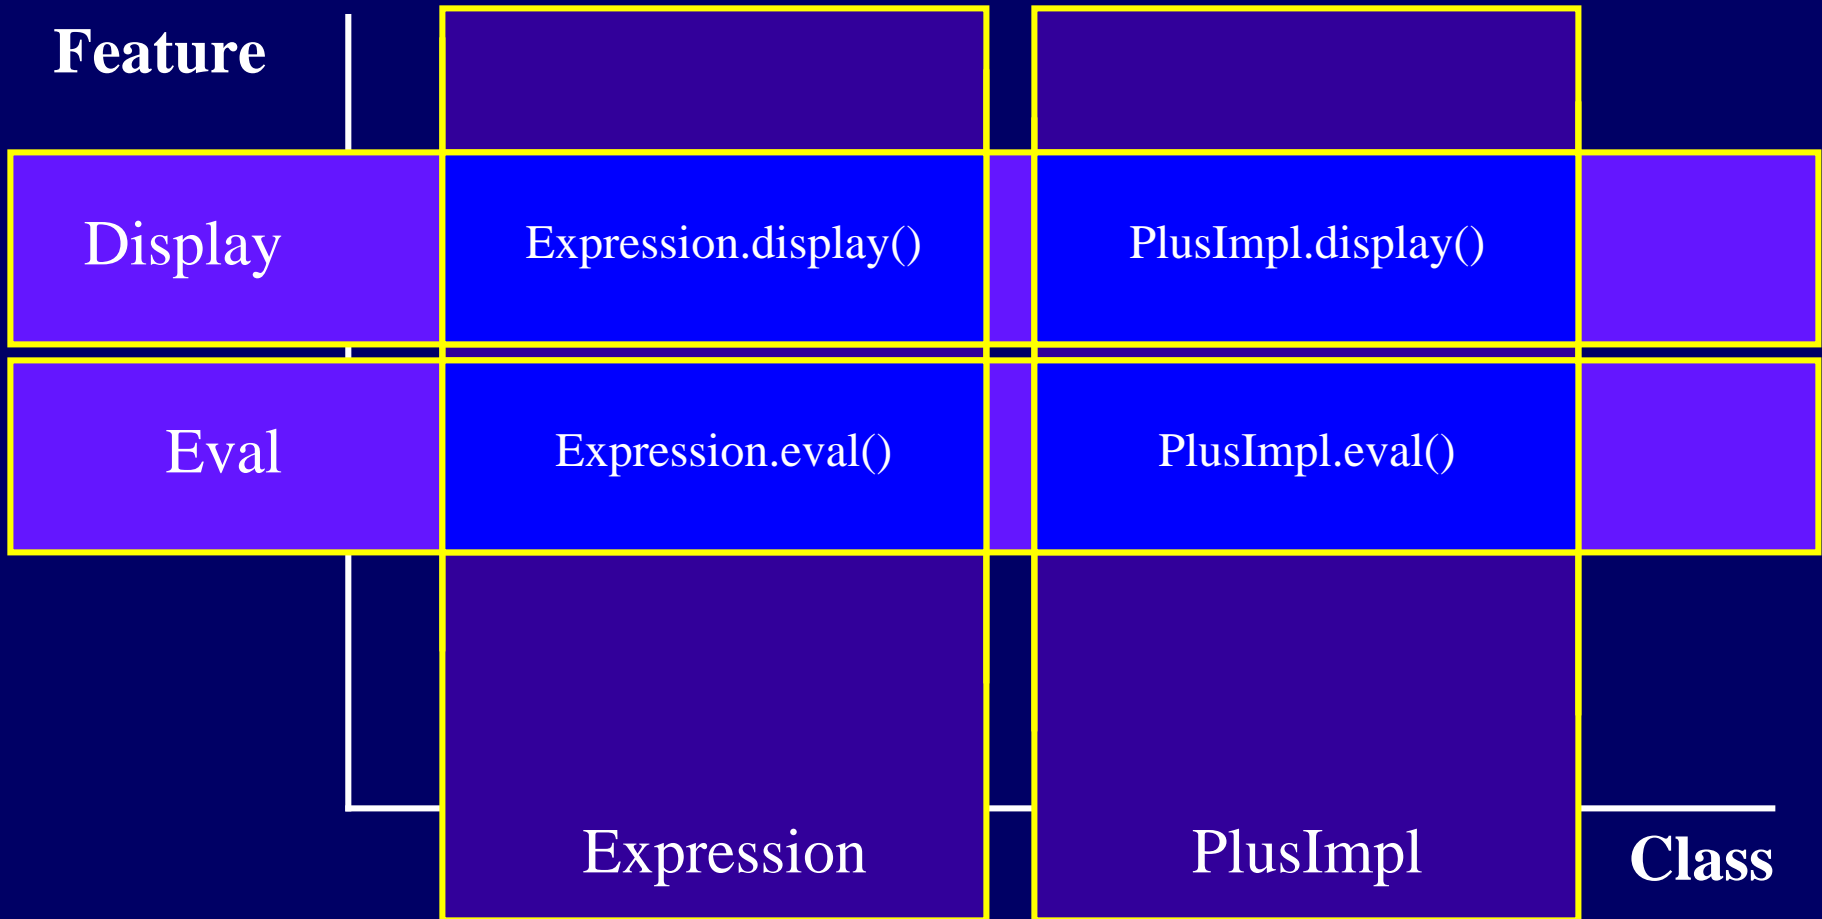 Feature
Display
Expression.display()
PlusImpl.display()
Eval
Expression.eval()
PlusImpl.eval()
Expression
PlusImpl
Class